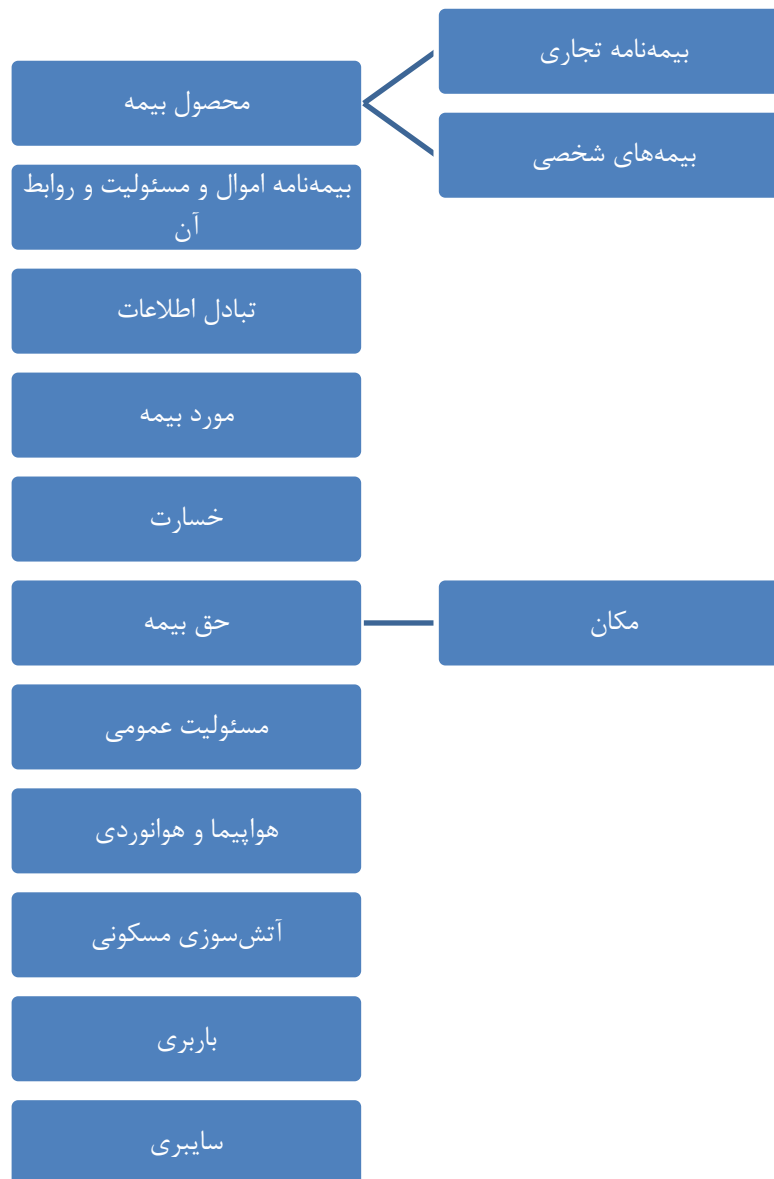 بیمه‌نامه تجاری
محصول بیمه
بیمه‌های شخصی
بیمه‌نامه اموال و مسئولیت و روابط
آن
تبادل اطلاعات
مورد بیمه
خسارت
حق بیمه
مکان
مسئولیت عمومی
هواپیما و هوانوردی
آتش‌سوزی مسکونی
باربری
سایبری